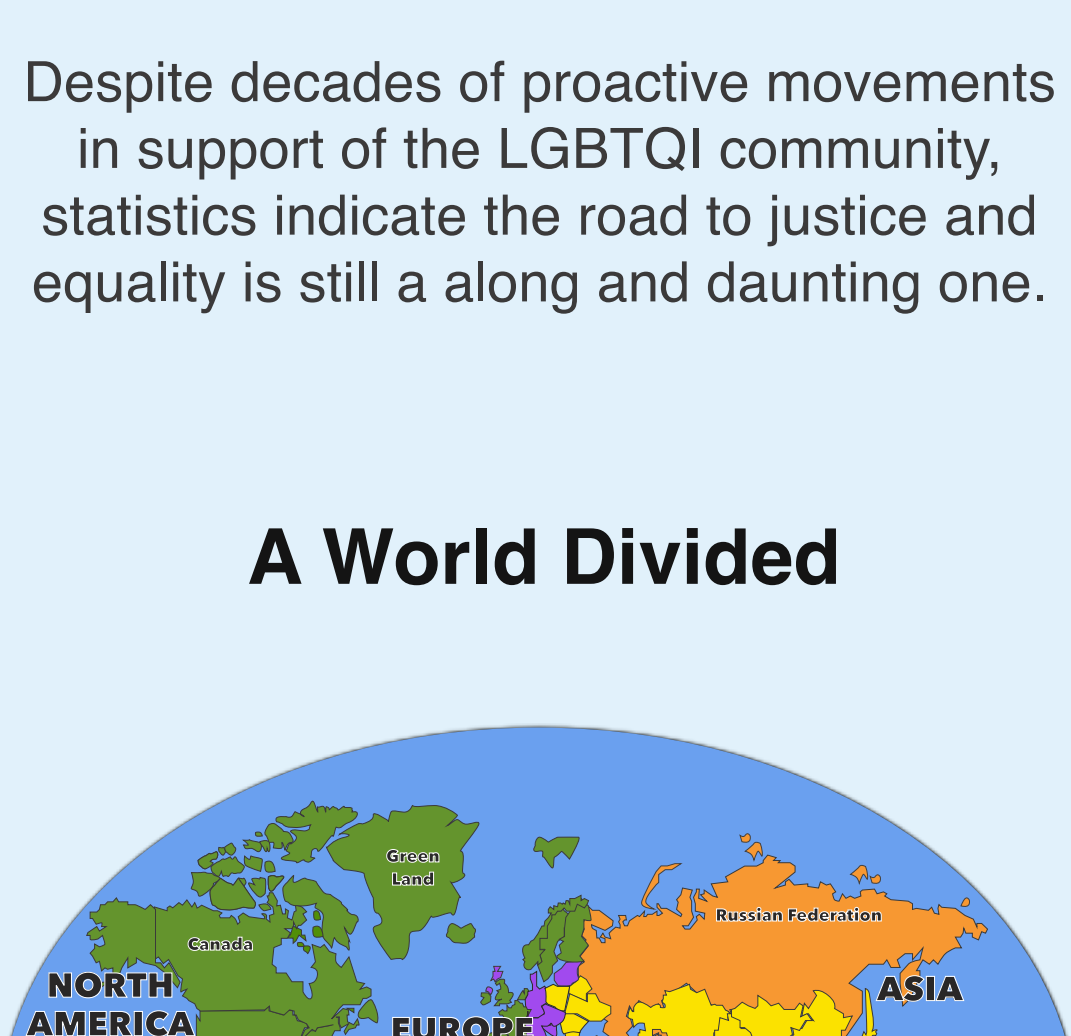 Despite decades of proactive movements
in support of the LGBTQI community,
statistics indicate the road to justice and
equality is still a along and daunting one.
A World Divided
Green
Land
Russian Federation
Canada
NORTH
AMERICA
ASIA
EUROPE